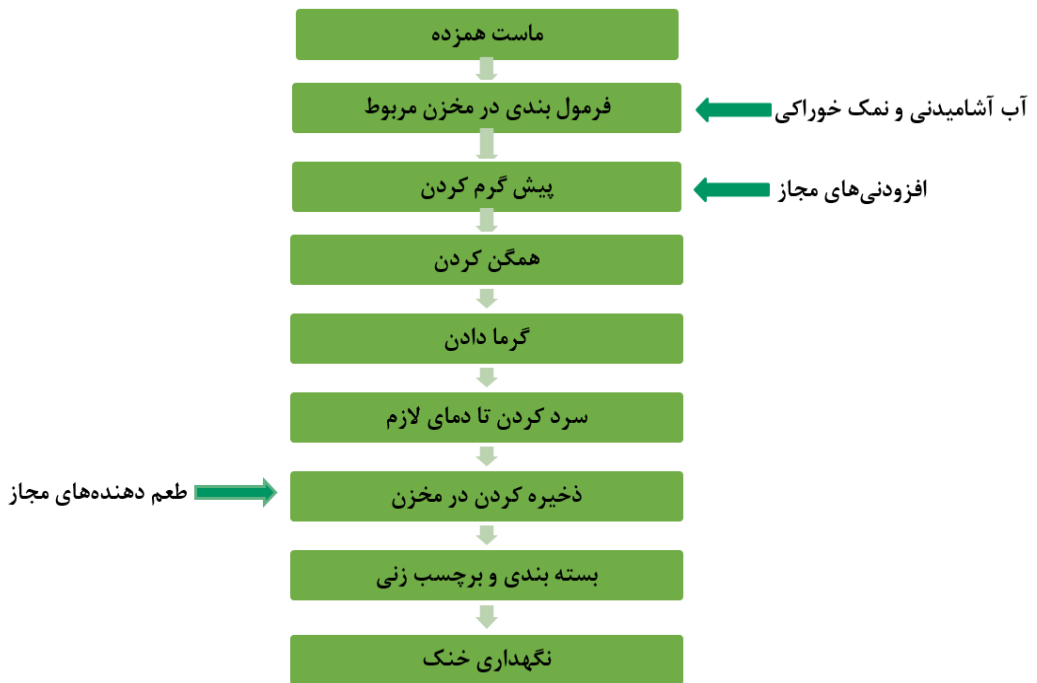 ماست همزده
فرمول بندی در مخزن مربوط
آب آشامیدنی و نمک خوراکی
پیش گرم کردن
افزودنی‌های مجاز
همگن کردن
گرما دادن
سرد کردن تا دمای لازم
ذخیره کردن در مخزن
طعم دهنده‌های مجاز
بسته بندی و برچسب زنی
نگهداری خنک